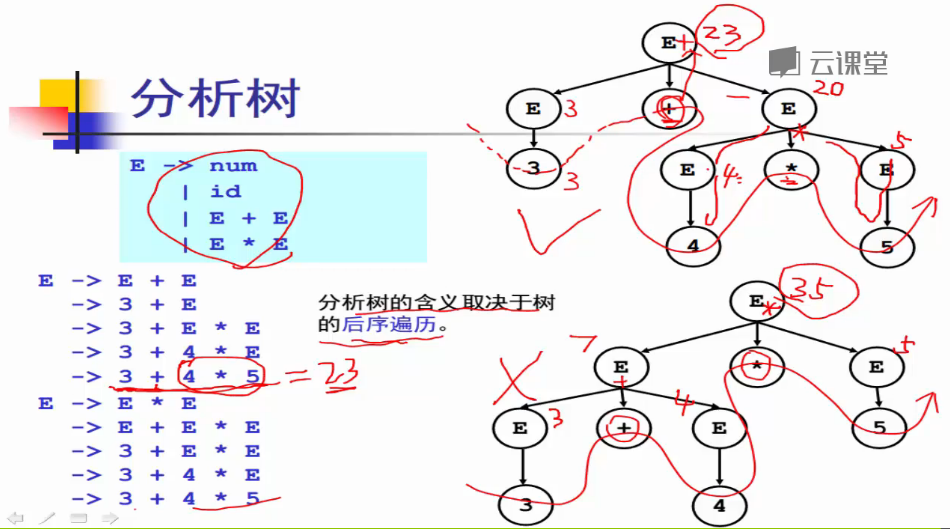 分析树
云课堂
E -> num
| id
| E + E
| E * E
E -> E + E
-> 3 + E
-> 3 + E * E
-> 3 + 4 * E
-> 3 + 4 * 5 = 23
E -> E * E
-> E + E * E
-> 3 + E * E
-> 3 + 4 * E
-> 3 + 4 * 5
分析树的含义取决于树
的后序遍历。
E + 23
E 3 + E 20
*
3 3 E 4 * E 5
4 5
E * 35
7 E * E 5
+
E 3 + 4 E 5
3 4